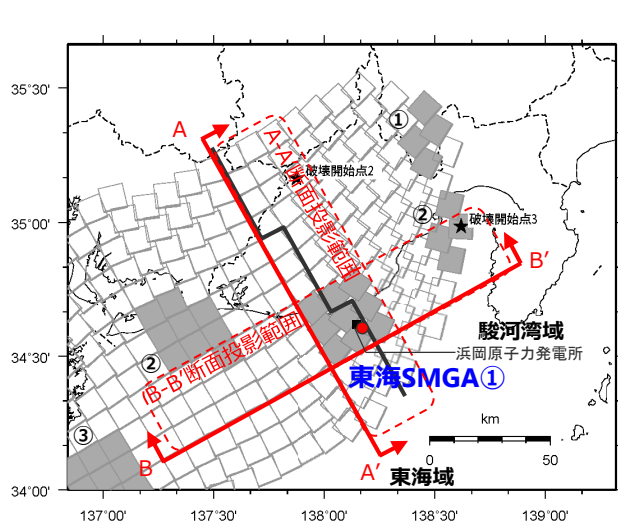 35°30'
35°00'
34°30'
34°00'
137°00'
137°30'
138°00'
138°30'
139°00'
A
A-A'断面投影範囲
破壊開始点2
①
②
破壊開始点3
B'
駿河湾域
浜岡原子力発電所
東海SMGA①
B-B'断面投影範囲
②
③
B
A'
東海域
km
0
50